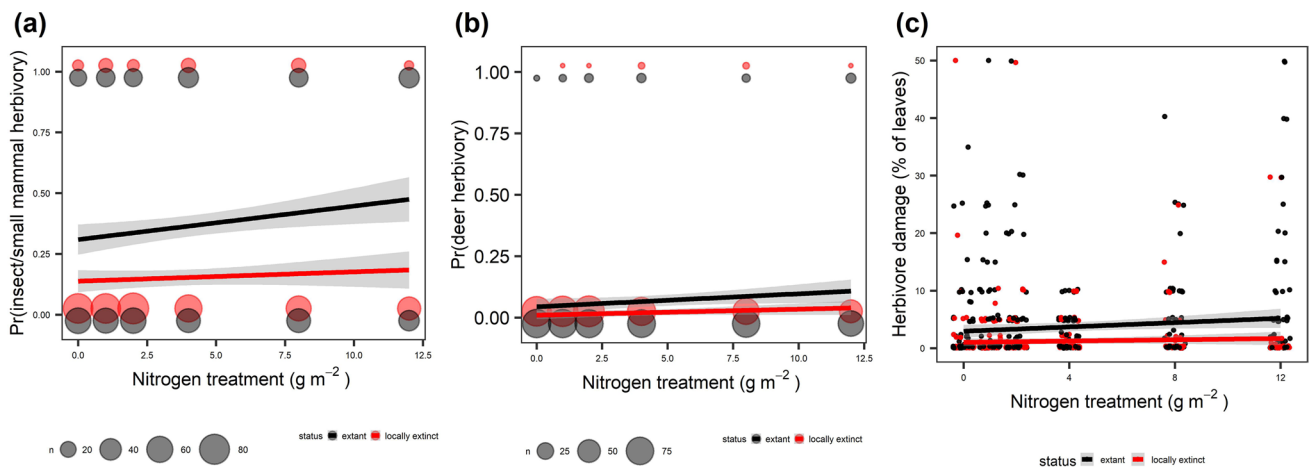 (a)
Pr(insect/small mammal herbivory)
1.00
0.75
0.50
0.25
0.00
0.0 2.5 5.0 7.5 10.0 12.5
Nitrogen treatment (g m⁻²)
n 20 40 60 80
status extant locally extinct
(b)
Pr(deer herbivory)
1.00
0.75
0.50
0.25
0.00
0.0 2.5 5.0 7.5 10.0 12.5
Nitrogen treatment (g m⁻²)
n 25 50 75
status extant locally extinct
(c)
Herbivore damage (% of leaves)
50
40
30
20
10
0
0 4 8 12
Nitrogen treatment (g m⁻²)
status extant locally extinct